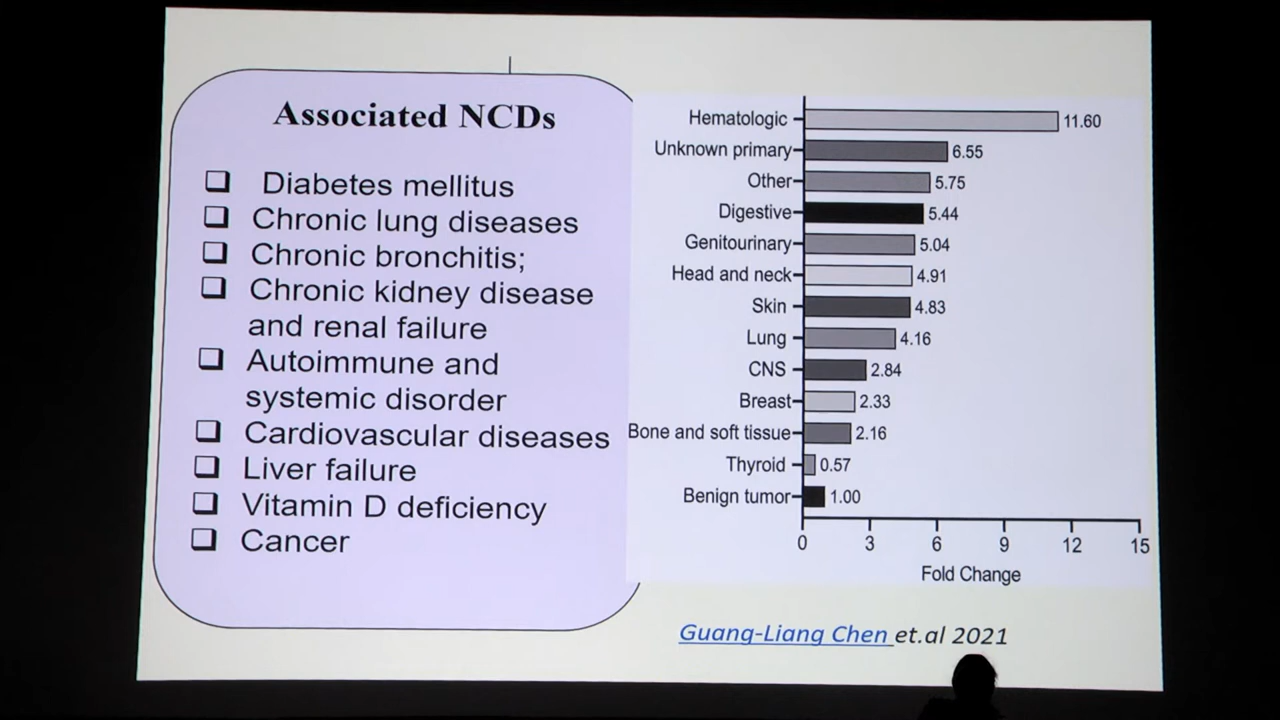 Associated NCDs
Diabetes mellitus
Chronic lung diseases
Chronic bronchitis;
Chronic kidney disease
and renal failure
Autoimmune and
systemic disorder
Cardiovascular diseases
Liver failure
Vitamin D deficiency
Cancer
Hematologic 11.60
Unknown primary 6.55
Other 5.75
Digestive 5.44
Genitourinary 5.04
Head and neck 4.91
Skin 4.83
Lung 4.16
CNS 2.84
Breast 2.33
Bone and soft tissue 2.16
Thyroid 0.57
Benign tumor 1.00
0 3 6 9 12 15
Fold Change
Guang-Liang Chen et.al 2021